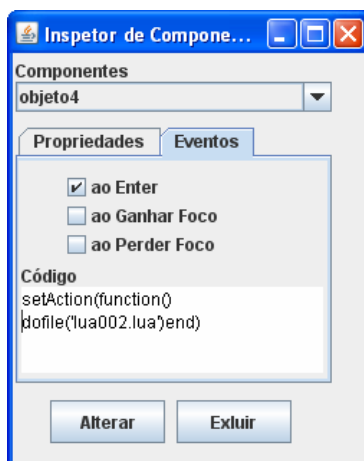 Inspetor de Compone...
Componentes
objeto4
Propriedades Eventos
ao Enter
ao Ganhar Foco
ao Perder Foco
Código
setAction(function()
dofile('lua002.lua')end)
Alterar Exluir